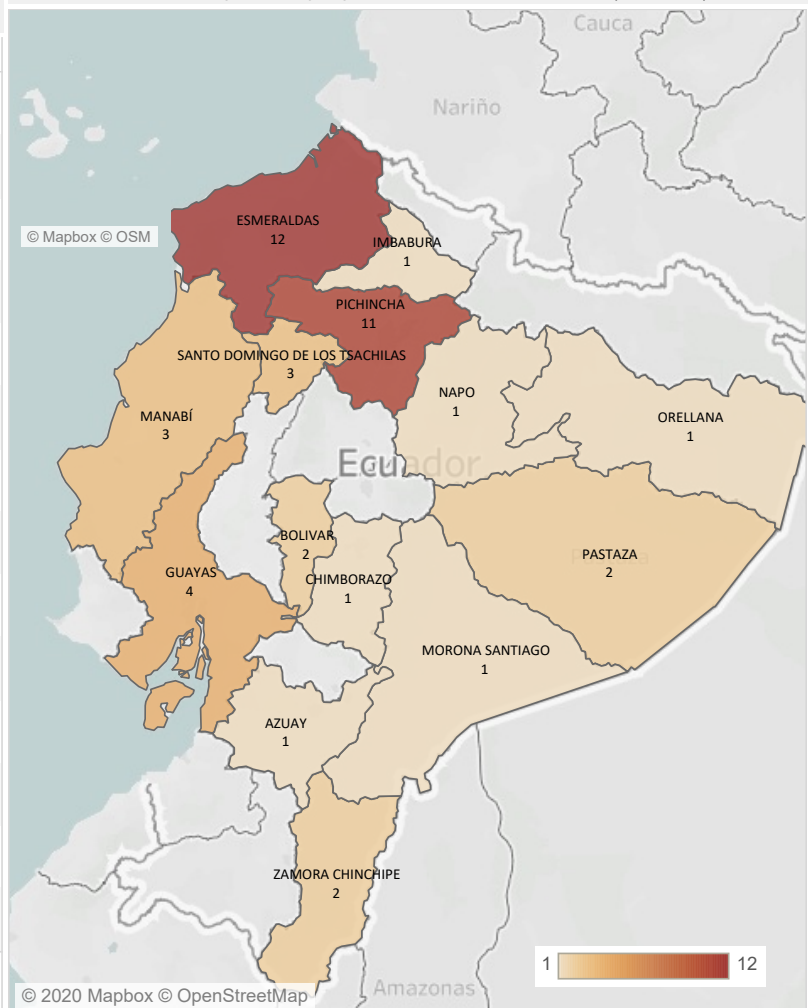 Cauca
Nariño
© Mapbox © OSM
ESMERALDAS
12
IMBABURA
1
PICHINCHA
11
SANTO DOMINGO DE LOS TSACHILAS
3
NAPO
1
ORELLANA
1
MANABÍ
3
Ecuador
BOLIVAR
2
PASTAZA
2
GUAYAS
4
CHIMBORAZO
1
MORONA SANTIAGO
1
AZUAY
1
ZAMORA CHINCHIPE
2
1
12
Amazonas
© 2020 Mapbox © OpenStreetMap